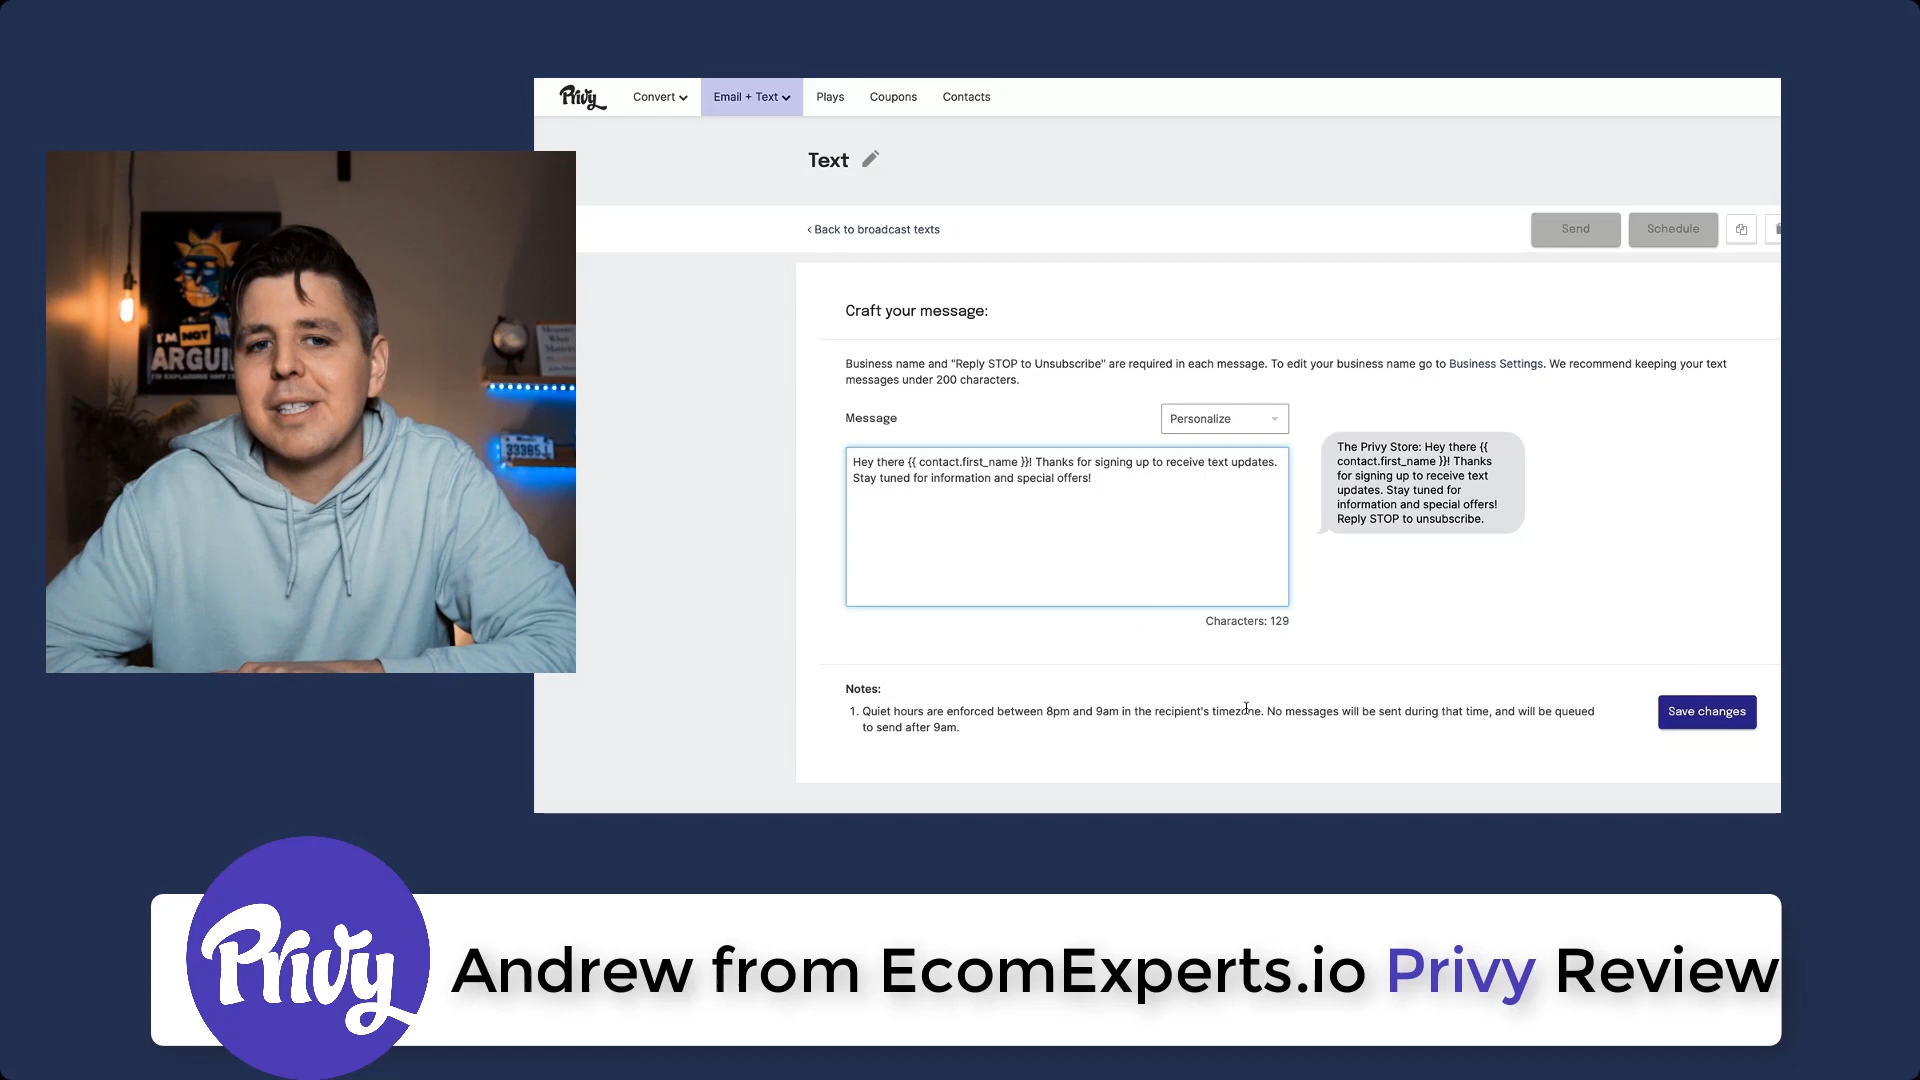 Privy
Convert
Email + Text
Plays
Coupons
Contacts
Text
Back to broadcast texts
Send
Schedule
Craft your message:
Business name and "Reply STOP to Unsubscribe" are required in each message. To edit your business name go to Business Settings. We recommend keeping your text
messages under 200 characters.
Message
Personalize
Hey there {{ contact.first_name }}! Thanks for signing up to receive text updates.
Stay tuned for information and special offers!
Characters: 129
The Privy Store: Hey there {{
contact.first_name }}! Thanks
for signing up to receive text
updates. Stay tuned for
information and special offers!
Reply STOP to unsubscribe.
Notes:
1. Quiet hours are enforced between 8pm and 9am in the recipient's timezone. No messages will be sent during that time, and will be queued
to send after 9am.
Save changes
I'M NOT
ARGUI
Measure
What
Matters
33385J
Privy
Andrew from EcomExperts.io Privy Review